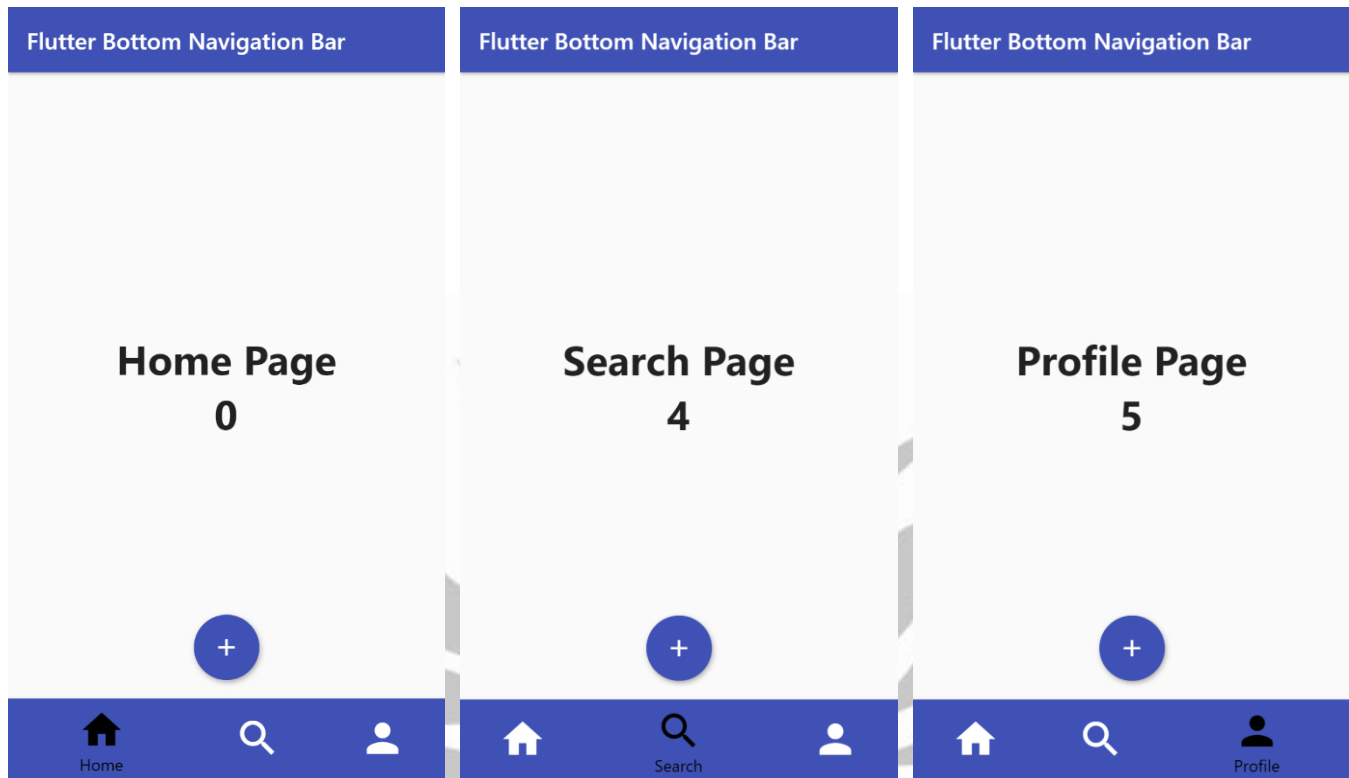 Flutter Bottom Navigation Bar
Home Page
0
+
Home
Flutter Bottom Navigation Bar
Search Page
4
+
Search
Flutter Bottom Navigation Bar
Profile Page
5
+
Profile